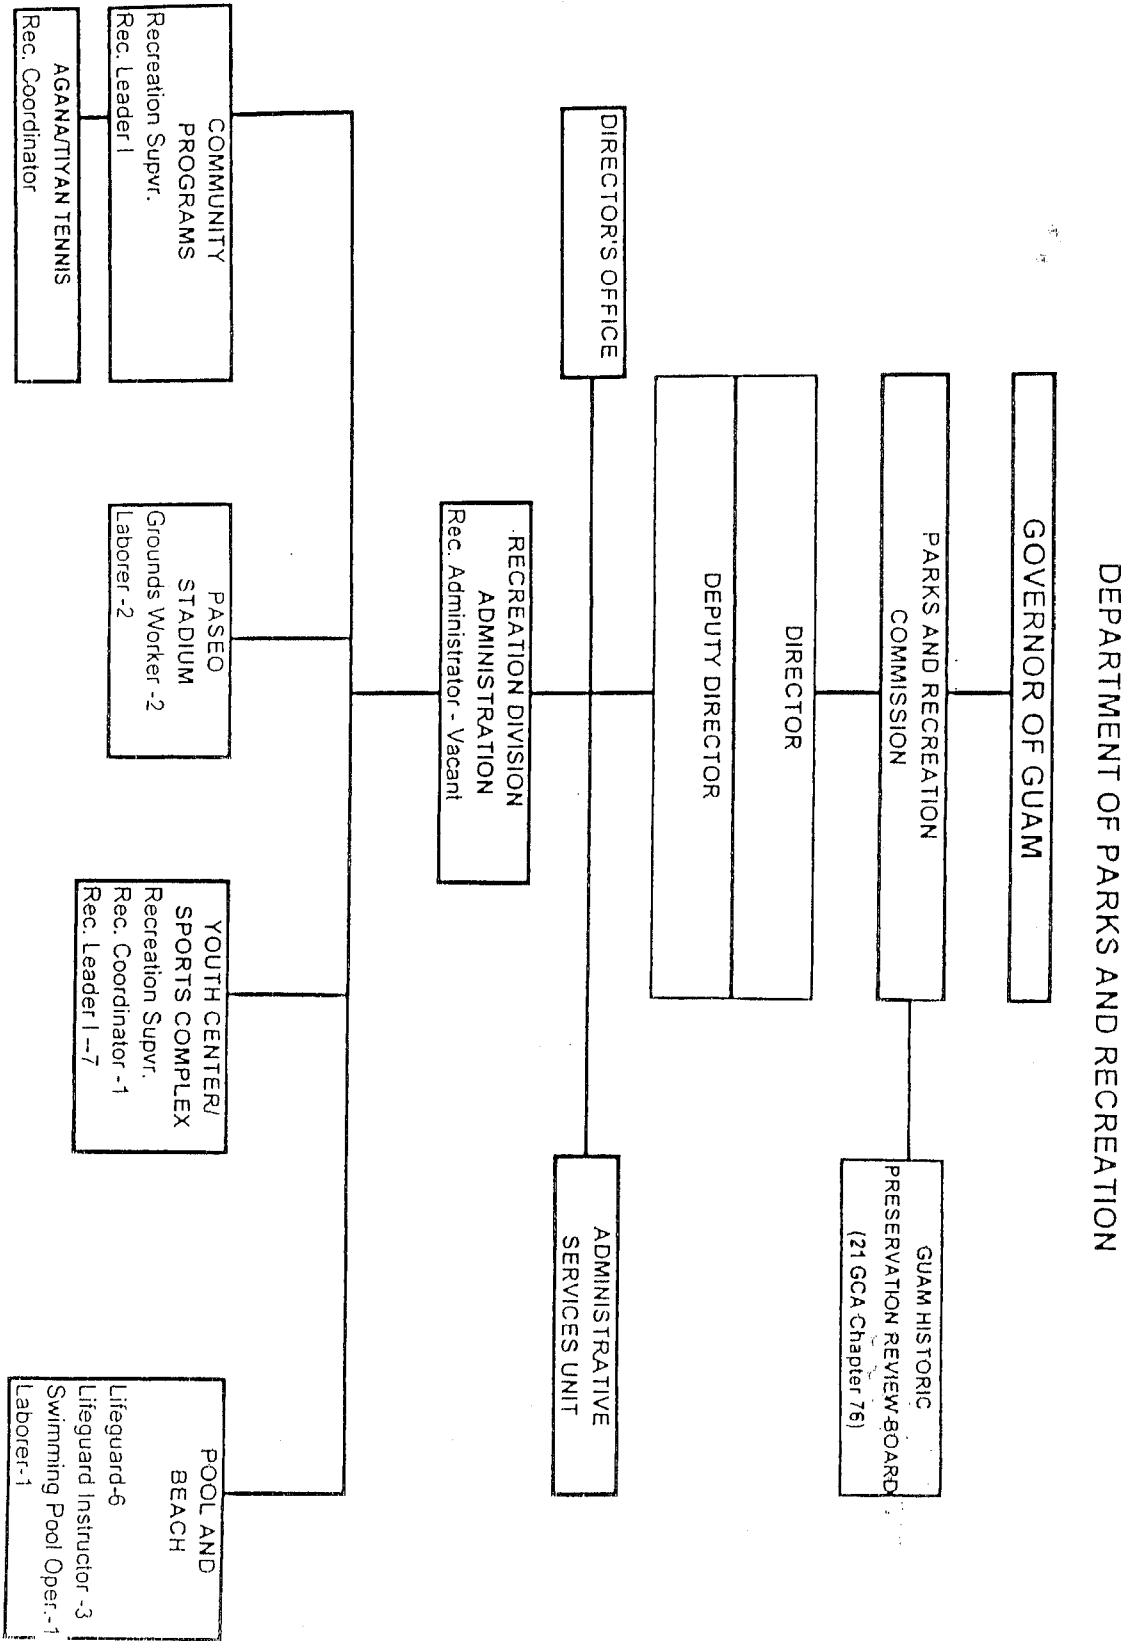 DEPARTMENT OF PARKS AND RECREATION
GOVERNOR OF GUAM
PARKS AND RECREATION
COMMISSION
GUAM HISTORIC
PRESERVATION REVIEW BOARD
(21 GCA Chapter 76)
DIRECTOR
DEPUTY DIRECTOR
DIRECTOR'S OFFICE
ADMINISTRATIVE
SERVICES UNIT
RECREATION DIVISION
ADMINISTRATION
Rec. Administrator - Vacant
COMMUNITY
PROGRAMS
Recreation Supvr.
Rec. Leader I
AGANA/TIYAN TENNIS
Rec. Coordinator
PASEO
STADIUM
Grounds Worker -2
Laborer -2
YOUTH CENTER/
SPORTS COMPLEX
Recreation Supvr.
Rec. Coordinator -1
Rec. Leader I --7
POOL AND
BEACH
Lifeguard-6
Lifeguard Instructor -3
Swimming Pool Oper.-1
Laborer-1